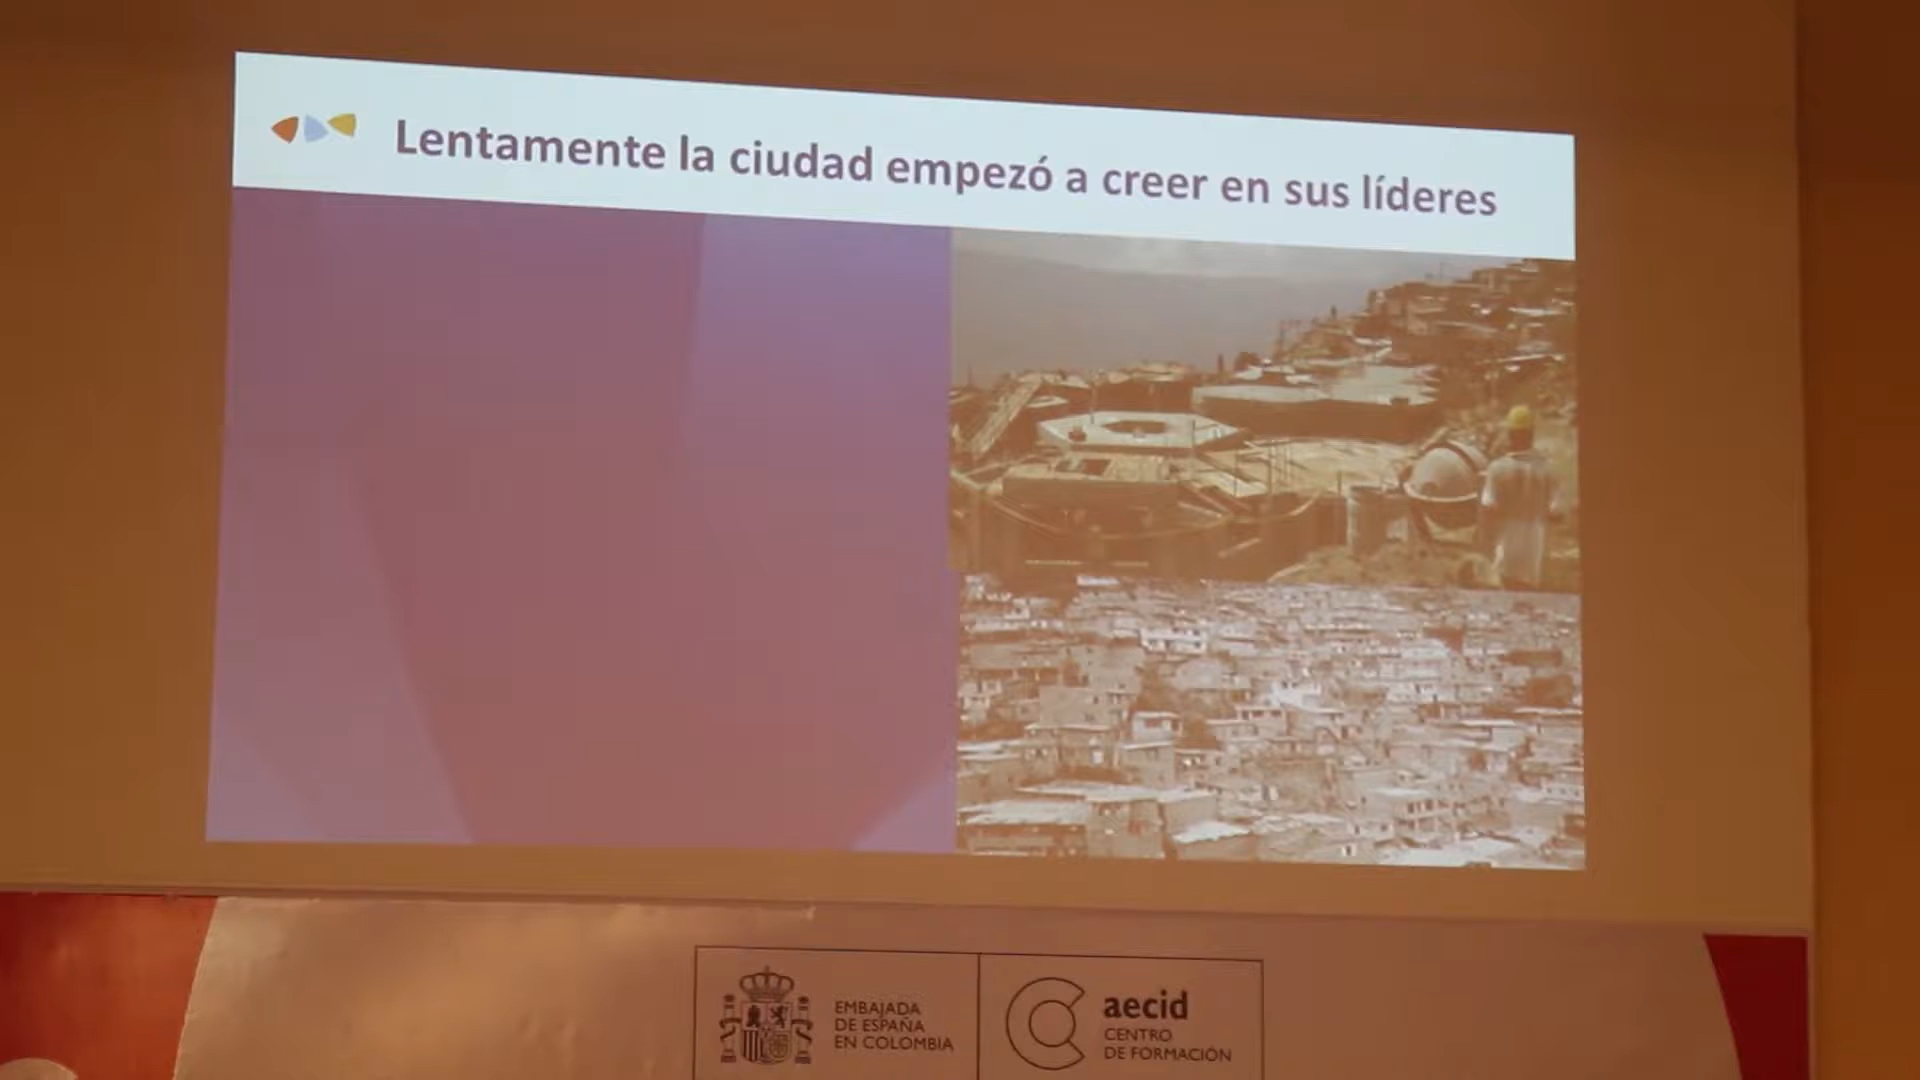 Lentamente la ciudad empezó a creer en sus líderes
EMBAJADA
DE ESPAÑA
EN COLOMBIA
aecid
CENTRO
DE FORMACIÓN